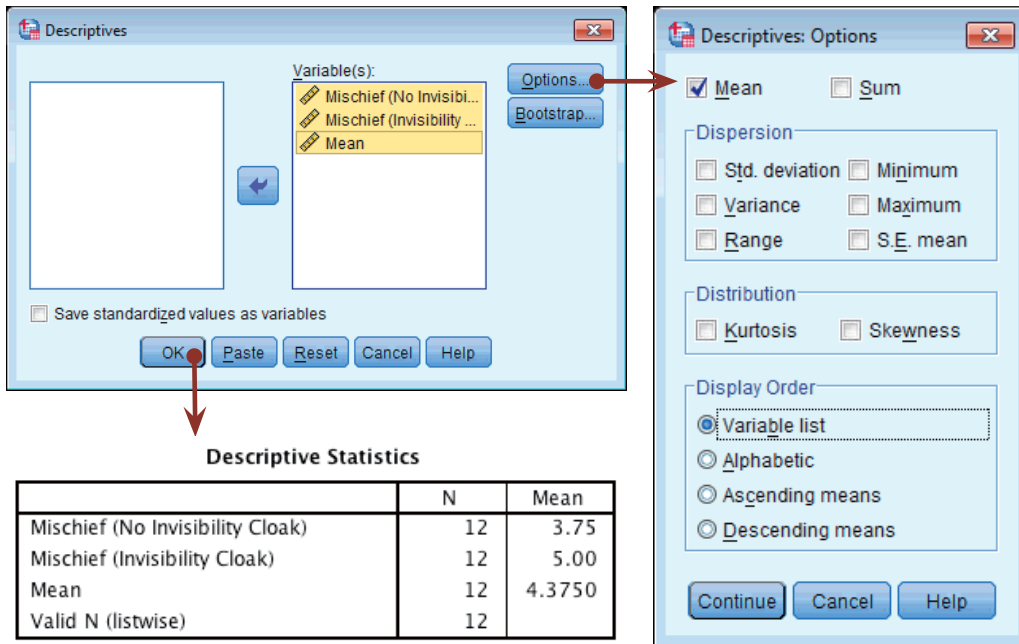 Descriptives
Variable(s):
Mischief (No Invisibi...
Mischief (Invisibility ...
Mean
Options...
Bootstrap...
Save standardized values as variables
OK
Paste
Reset
Cancel
Help
Descriptives: Options
Mean
Sum
Dispersion
Std. deviation
Minimum
Variance
Maximum
Range
S.E. mean
Distribution
Kurtosis
Skewness
Display Order
Variable list
Alphabetic
Ascending means
Descending means
Continue
Cancel
Help
Descriptive Statistics
N Mean
Mischief (No Invisibility Cloak) 12 3.75
Mischief (Invisibility Cloak) 12 5.00
Mean 12 4.3750
Valid N (listwise) 12